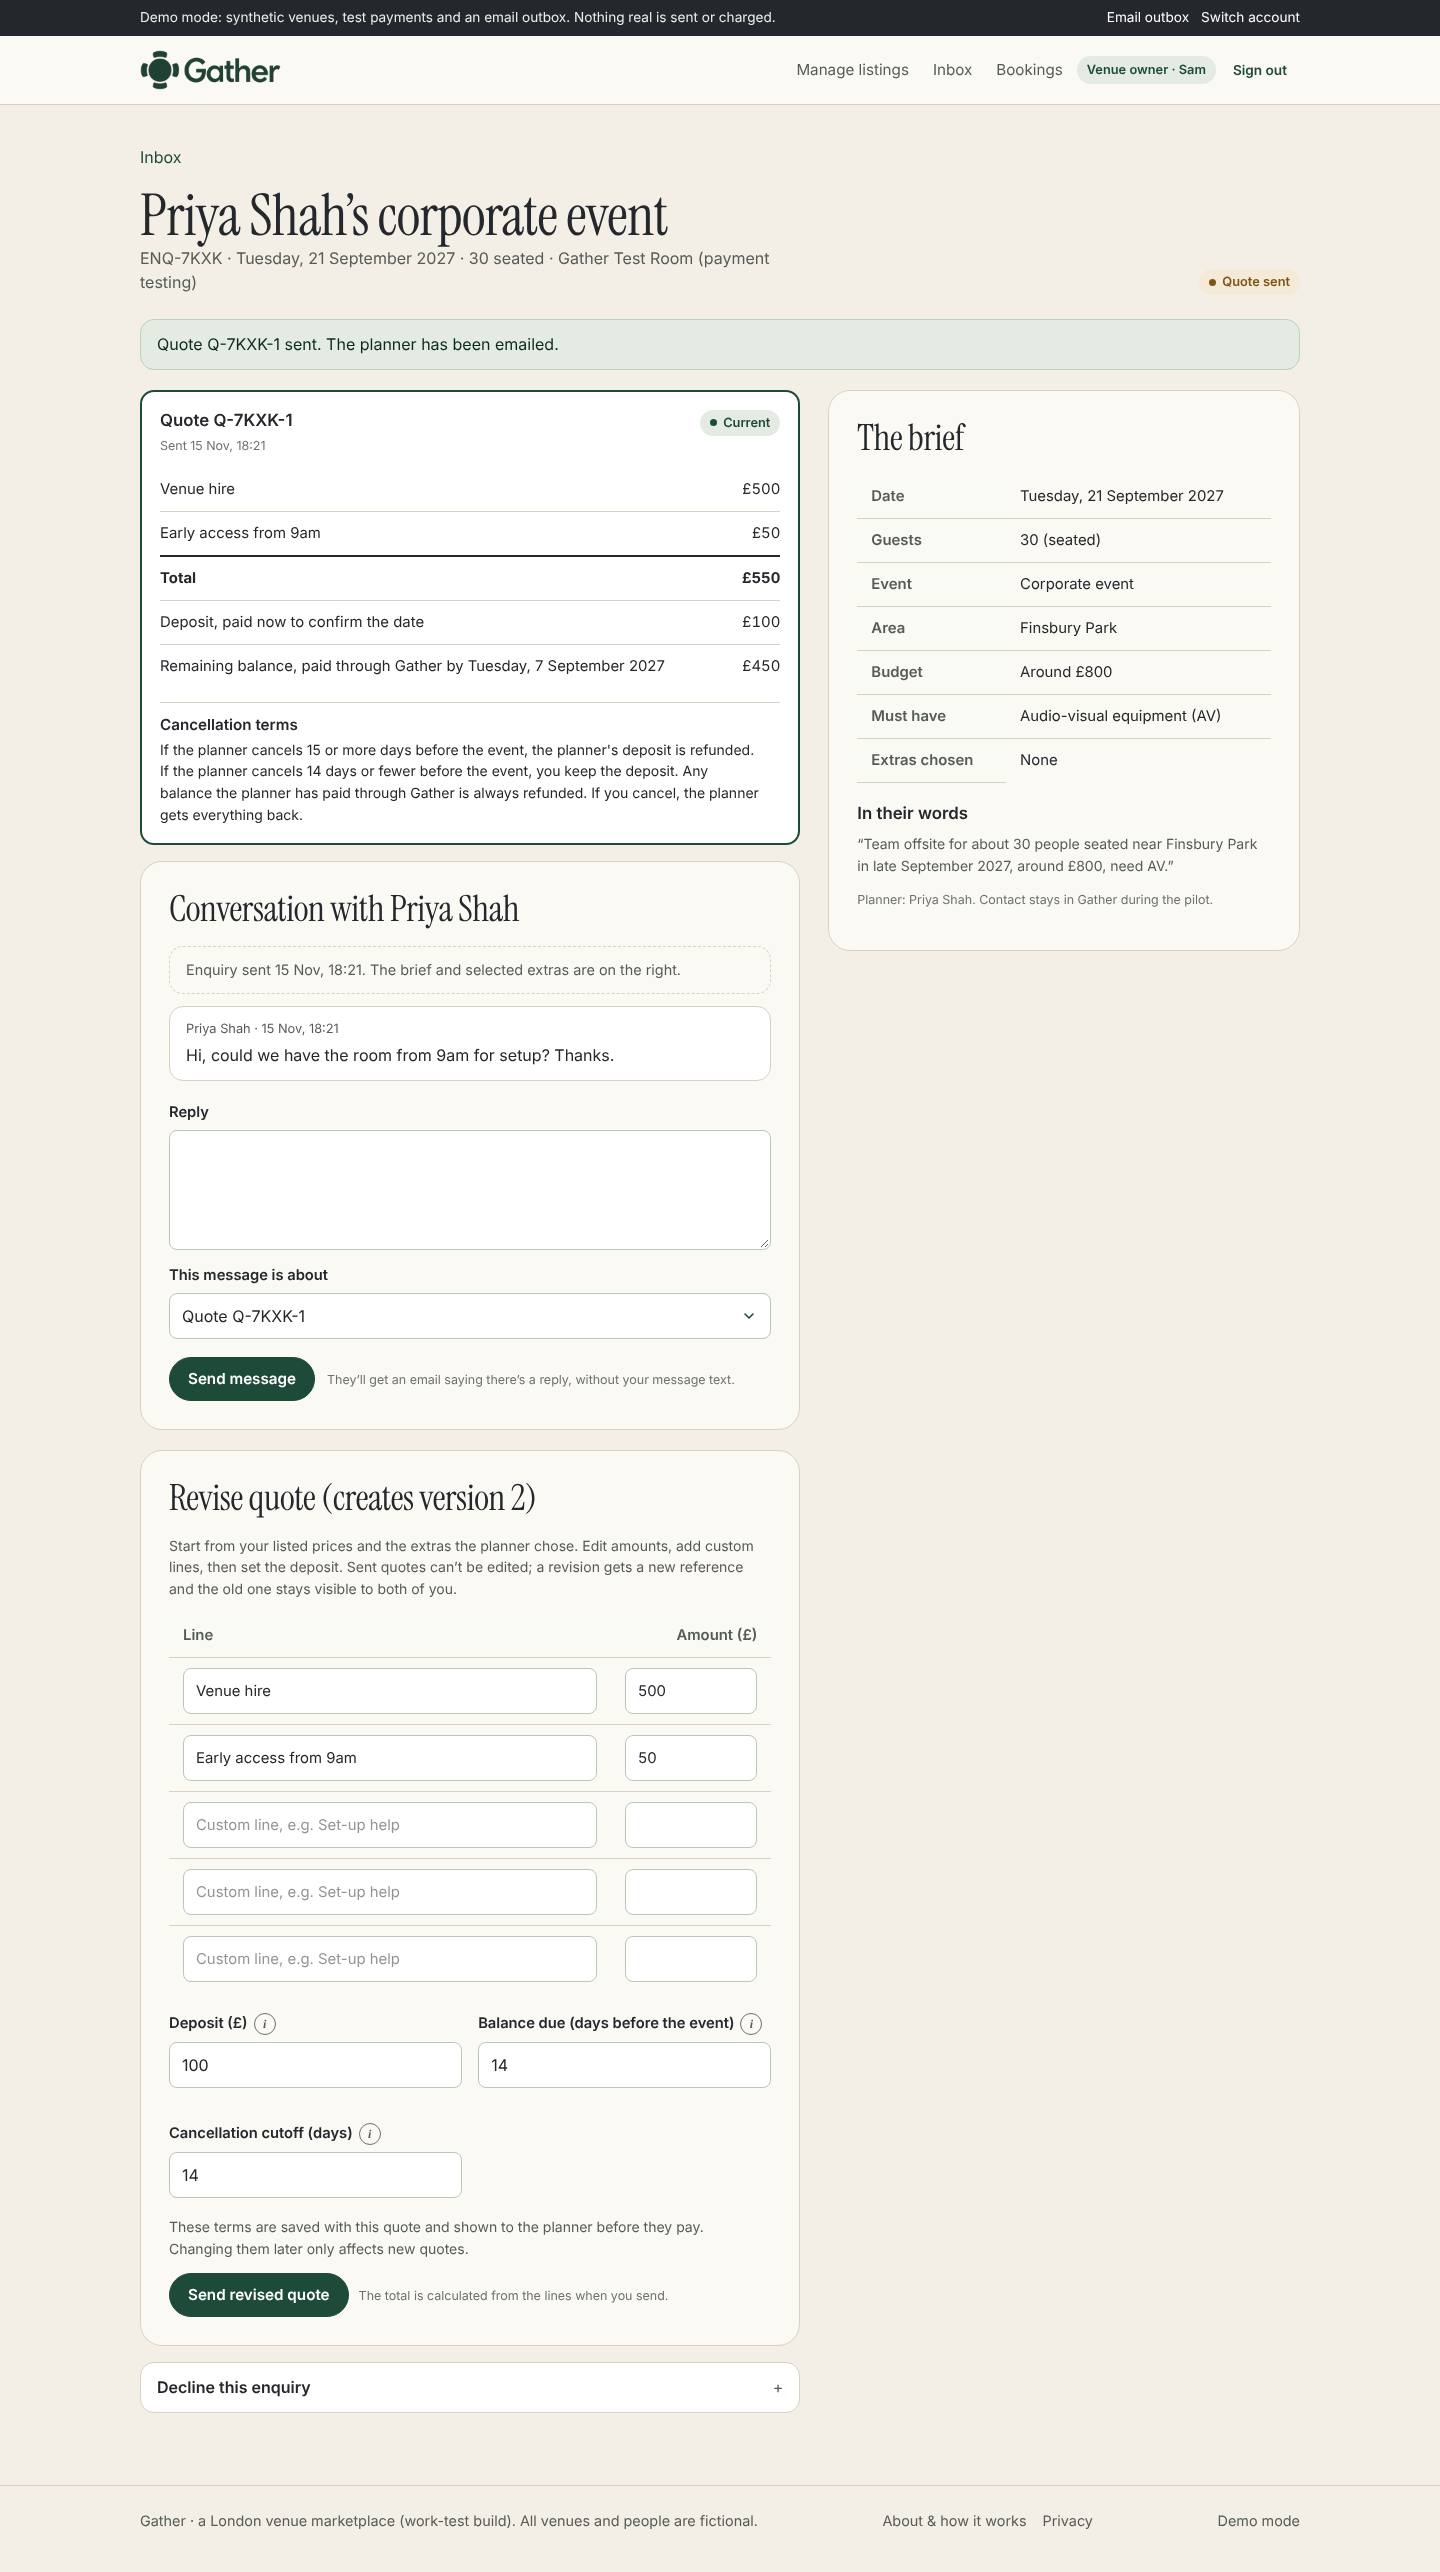 Demo mode: synthetic venues, test payments and an email outbox. Nothing real is sent or charged.
Email outbox Switch account
Gather
Manage listings Inbox Bookings Venue owner · Sam Sign out
Inbox
Priya Shah’s corporate event
ENQ-7KXK · Tuesday, 21 September 2027 · 30 seated · Gather Test Room (payment
testing)
Quote sent
Quote Q-7KXK-1 sent. The planner has been emailed.
Quote Q-7KXK-1
Current
Sent 15 Nov, 18:21
Venue hire £500
Early access from 9am £50
Total £550
Deposit, paid now to confirm the date £100
Remaining balance, paid through Gather by Tuesday, 7 September 2027 £450
Cancellation terms
If the planner cancels 15 or more days before the event, the planner's deposit is refunded.
If the planner cancels 14 days or fewer before the event, you keep the deposit. Any
balance the planner has paid through Gather is always refunded. If you cancel, the planner
gets everything back.
The brief
Date Tuesday, 21 September 2027
Guests 30 (seated)
Event Corporate event
Area Finsbury Park
Budget Around £800
Must have Audio-visual equipment (AV)
Extras chosen None
In their words
“Team offsite for about 30 people seated near Finsbury Park
in late September 2027, around £800, need AV.”
Planner: Priya Shah. Contact stays in Gather during the pilot.
Conversation with Priya Shah
Enquiry sent 15 Nov, 18:21. The brief and selected extras are on the right.
Priya Shah · 15 Nov, 18:21
Hi, could we have the room from 9am for setup? Thanks.
Reply
This message is about
Quote Q-7KXK-1
Send message They’ll get an email saying there’s a reply, without your message text.
Revise quote (creates version 2)
Start from your listed prices and the extras the planner chose. Edit amounts, add custom
lines, then set the deposit. Sent quotes can’t be edited; a revision gets a new reference
and the old one stays visible to both of you.
Line Amount (£)
Venue hire 500
Early access from 9am 50
Custom line, e.g. Set-up help
Custom line, e.g. Set-up help
Custom line, e.g. Set-up help
Deposit (£) i Balance due (days before the event) i
100 14
Cancellation cutoff (days) i
14
These terms are saved with this quote and shown to the planner before they pay.
Changing them later only affects new quotes.
Send revised quote The total is calculated from the lines when you send.
Decline this enquiry +
Gather · a London venue marketplace (work-test build). All venues and people are fictional.
About & how it works Privacy Demo mode